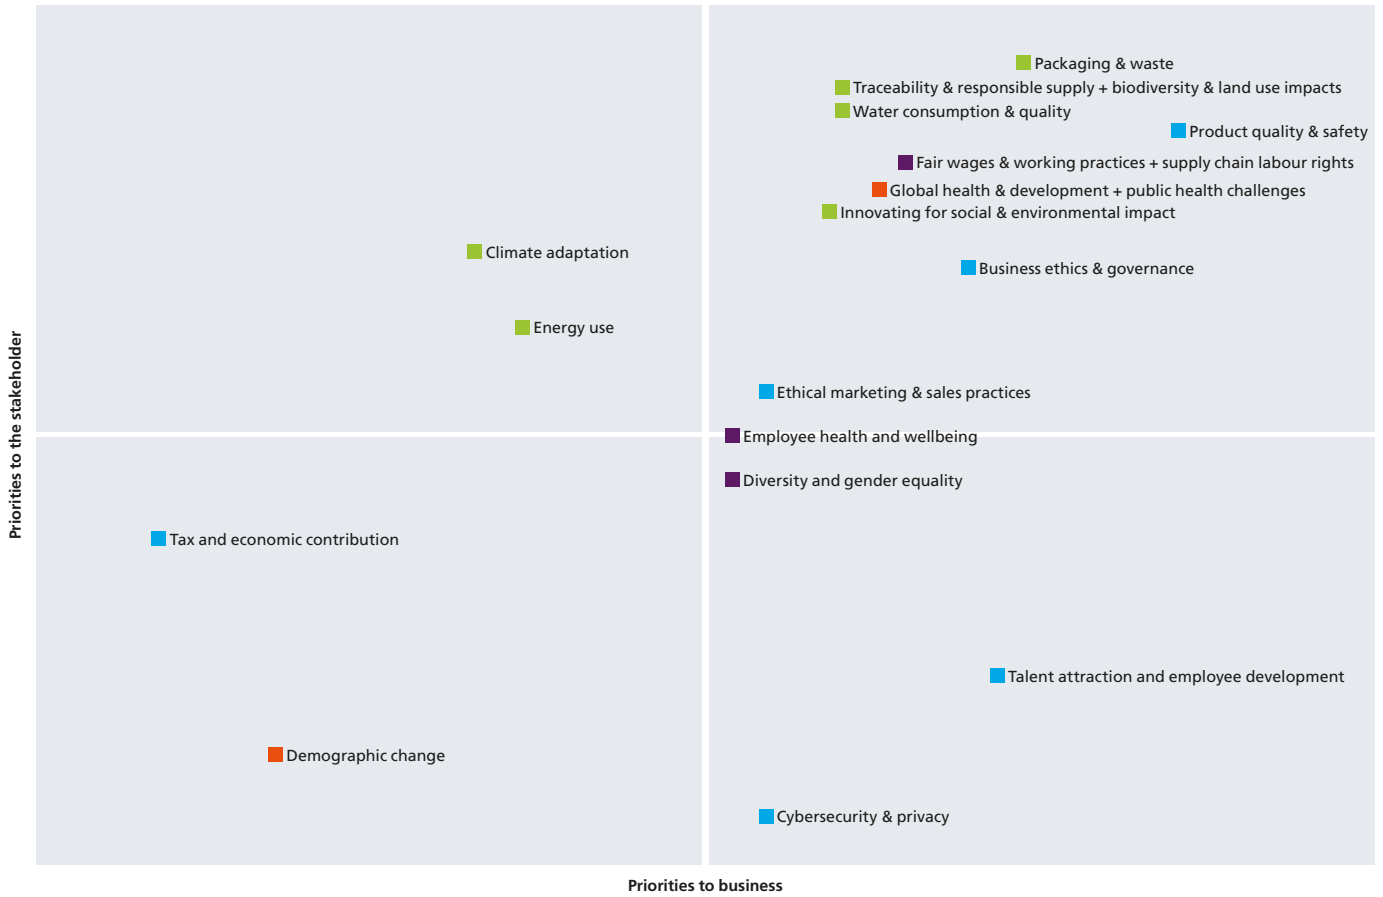 Packaging & waste
Traceability & responsible supply + biodiversity & land use impacts
Water consumption & quality
Product quality & safety
Fair wages & working practices + supply chain labour rights
Global health & development + public health challenges
Innovating for social & environmental impact
Climate adaptation
Business ethics & governance
Energy use
Ethical marketing & sales practices
Employee health and wellbeing
Diversity and gender equality
Tax and economic contribution
Talent attraction and employee development
Demographic change
Cybersecurity & privacy
Priorities to the stakeholder
Priorities to business